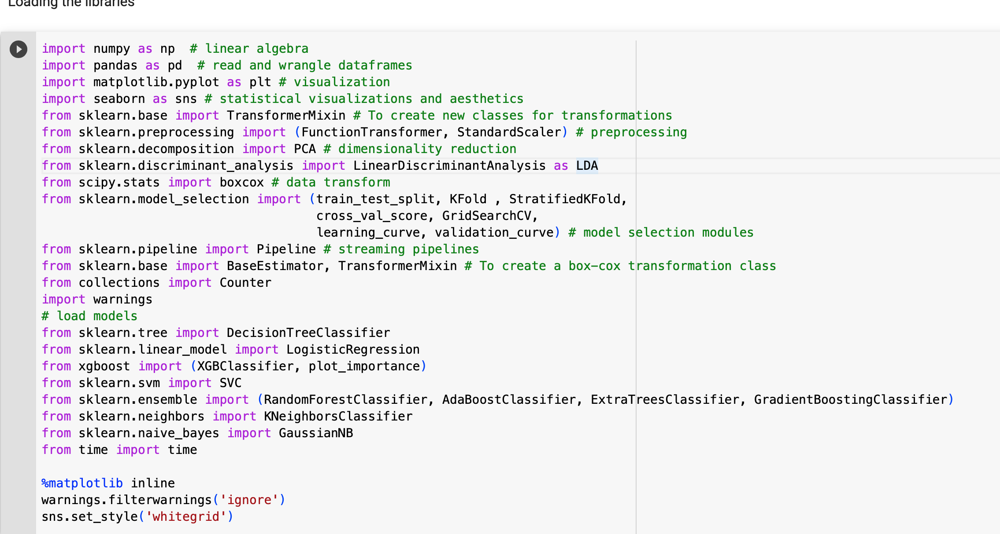 Loading the libraries
import numpy as np  # linear algebra
import pandas as pd  # read and wrangle dataframes
import matplotlib.pyplot as plt # visualization
import seaborn as sns # statistical visualizations and aesthetics
from sklearn.base import TransformerMixin # To create new classes for transformations
from sklearn.preprocessing import (FunctionTransformer, StandardScaler) # preprocessing
from sklearn.decomposition import PCA # dimensionality reduction
from sklearn.discriminant_analysis import LinearDiscriminantAnalysis as LDA
from scipy.stats import boxcox # data transform
from sklearn.model_selection import (train_test_split, KFold , StratifiedKFold,
                                     cross_val_score, GridSearchCV,
                                     learning_curve, validation_curve) # model selection modules
from sklearn.pipeline import Pipeline # streaming pipelines
from sklearn.base import BaseEstimator, TransformerMixin # To create a box-cox transformation class
from collections import Counter
import warnings
# load models
from sklearn.tree import DecisionTreeClassifier
from sklearn.linear_model import LogisticRegression
from xgboost import (XGBClassifier, plot_importance)
from sklearn.svm import SVC
from sklearn.ensemble import (RandomForestClassifier, AdaBoostClassifier, ExtraTreesClassifier, GradientBoostingClassifier)
from sklearn.neighbors import KNeighborsClassifier
from sklearn.naive_bayes import GaussianNB
from time import time
%matplotlib inline
warnings.filterwarnings('ignore')
sns.set_style('whitegrid')